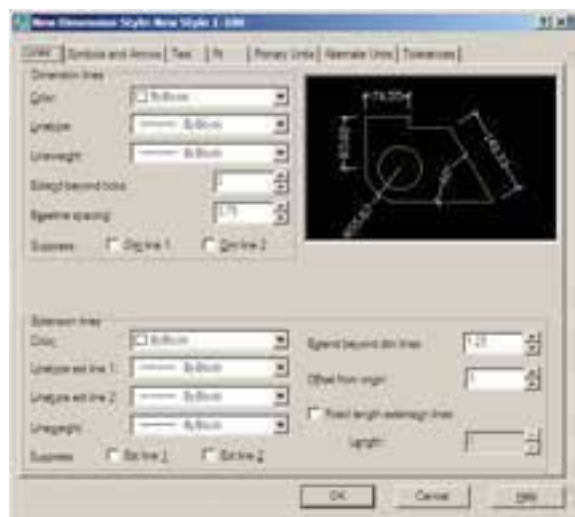 New Dimension Style: New Style 1-100
Lines Symbols and Arrows Text Fit Primary Units Alternate Units Tolerances
Dimension lines
Color: ByBlock
Linetype: ByBlock
Lineweight: ByBlock
Extend beyond ticks:
Baseline spacing: 3.75
Suppress: Dim line 1 Dim line 2
Extension lines
Color: ByBlock
Linetype ext line 1: ByBlock
Linetype ext line 2: ByBlock
Lineweight: ByBlock
Suppress: Ext line 1 Ext line 2
Extend beyond dim lines: 1.25
Offset from origin:
Fixed length extension lines
Length:
OK Cancel Help